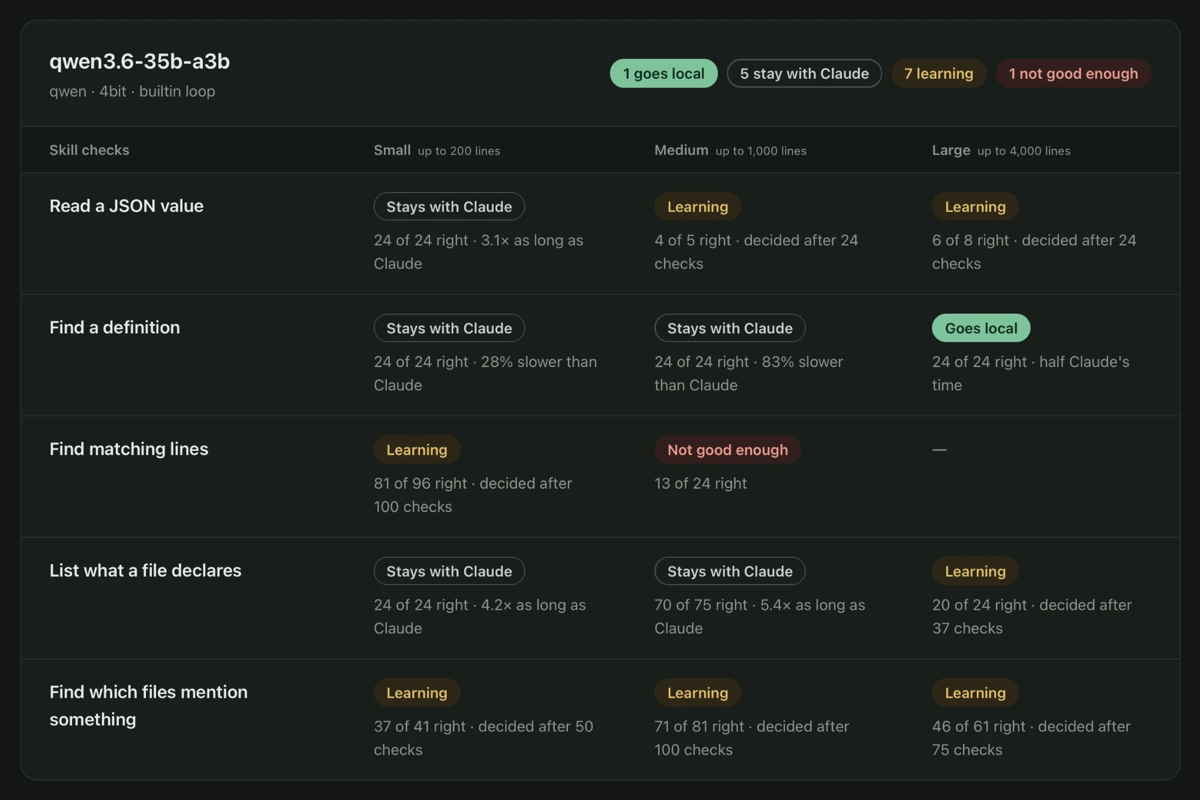 qwen3.6-35b-a3b
qwen · 4bit · builtin loop
1 goes local
5 stay with Claude
7 learning
1 not good enough
Skill checks
Small up to 200 lines
Medium up to 1,000 lines
Large up to 4,000 lines
Read a JSON value
Stays with Claude
24 of 24 right · 3.1× as long as
Claude
Learning
4 of 5 right · decided after 24
checks
Learning
6 of 8 right · decided after 24
checks
Find a definition
Stays with Claude
24 of 24 right · 28% slower than
Claude
Stays with Claude
24 of 24 right · 83% slower
than Claude
Goes local
24 of 24 right · half Claude's
time
Find matching lines
Learning
81 of 96 right · decided after
100 checks
Not good enough
13 of 24 right
—
List what a file declares
Stays with Claude
24 of 24 right · 4.2× as long as
Claude
Stays with Claude
70 of 75 right · 5.4× as long as
Claude
Learning
20 of 24 right · decided after
37 checks
Find which files mention
something
Learning
37 of 41 right · decided after 50
checks
Learning
71 of 81 right · decided after
100 checks
Learning
46 of 61 right · decided after
75 checks